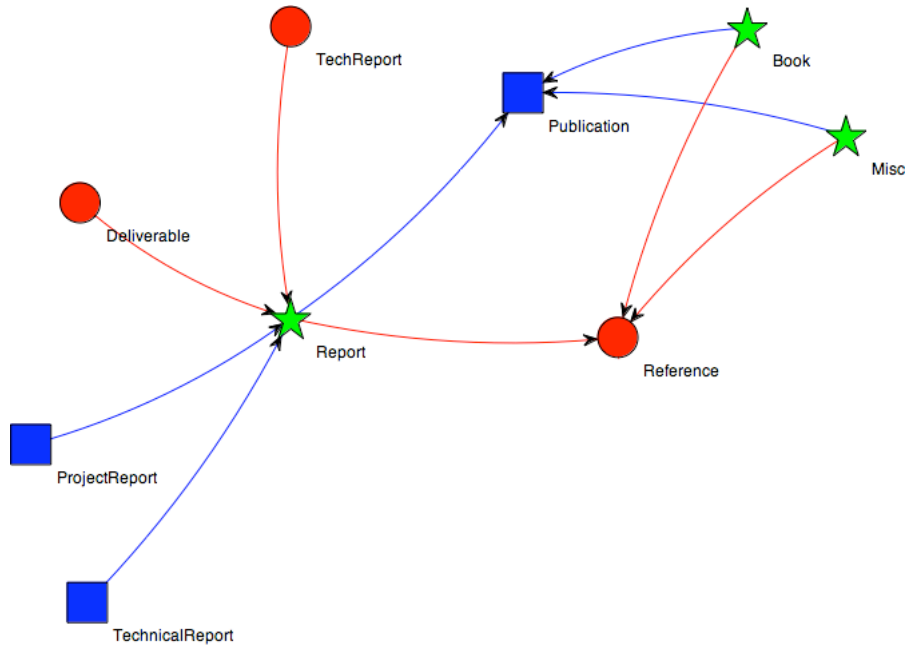 TechReport
Book
Publication
Misc
Deliverable
Report
Reference
ProjectReport
TechnicalReport